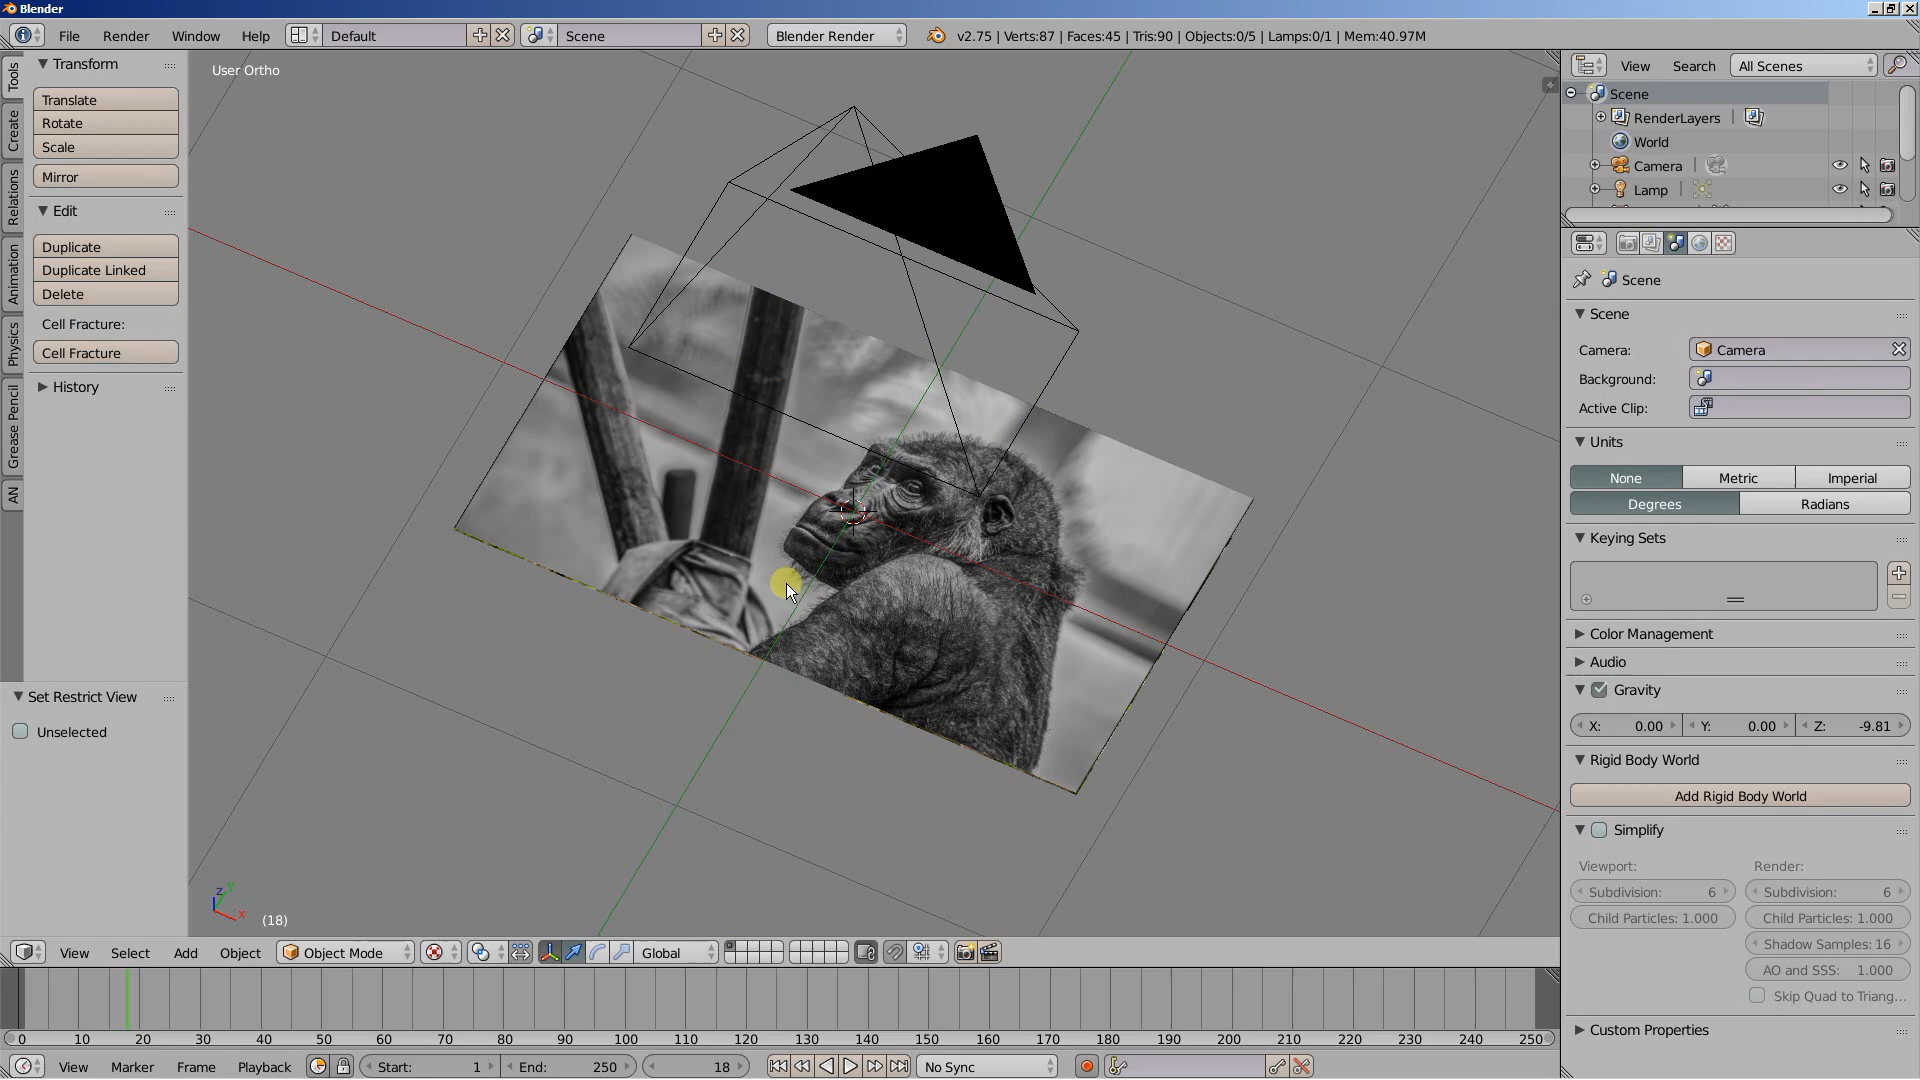 Blender
File Render Window Help Default Scene Blender Render v2.75 | Verts:87 | Faces:45 | Tris:90 | Objects:0/5 | Lamps:0/1 | Mem:40.97M
Tools
Create
Relations
Animation
Physics
Grease Pencil
AN
Transform
Translate
Rotate
Scale
Mirror
Edit
Duplicate
Duplicate Linked
Delete
Cell Fracture:
Cell Fracture
History
Set Restrict View
Unselected
User Ortho
z y x
(18)
View Select Add Object Object Mode Global
0 10 20 30 40 50 60 70 80 90 100 110 120 130 140 150 160 170 180 190 200 210 220 230 240 250
View Marker Frame Playback Start: 1 End: 250 18 No Sync
View Search All Scenes
Scene
RenderLayers
World
Camera
Lamp
Scene
Scene
Camera: Camera
Background:
Active Clip:
Units
None Metric Imperial
Degrees Radians
Keying Sets
Color Management
Audio
Gravity
X: 0.00 Y: 0.00 Z: -9.81
Rigid Body World
Add Rigid Body World
Simplify
Viewport: Render:
Subdivision: 6 Subdivision: 6
Child Particles: 1.000 Child Particles: 1.000
Shadow Samples: 16
AO and SSS: 1.000
Skip Quad to Triang...
Custom Properties